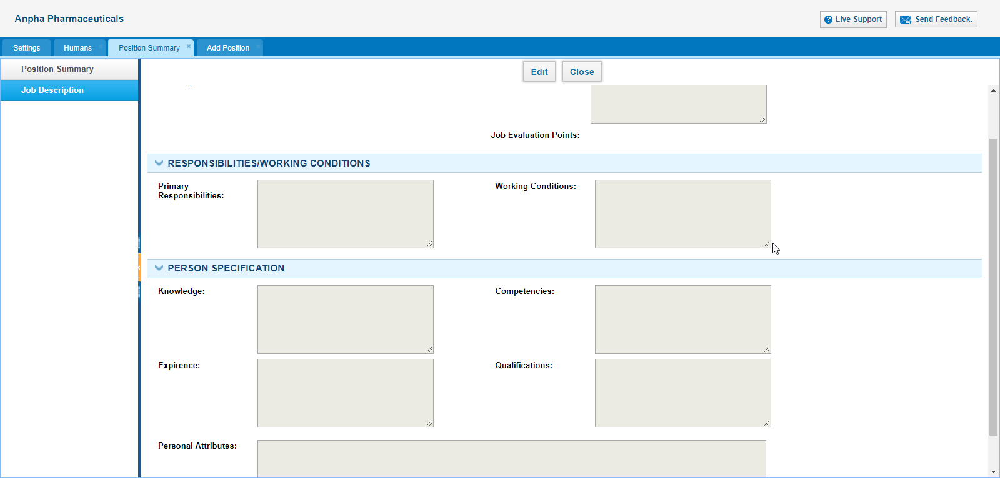 Anpha Pharmaceuticals
Live Support
Send Feedback.
Settings
Humans
Position Summary
Add Position
Position Summary
Job Description
Edit
Close
Job Evaluation Points:
RESPONSIBILITIES/WORKING CONDITIONS
Primary
Responsibilities:
Working Conditions:
PERSON SPECIFICATION
Knowledge:
Competencies:
Expirence:
Qualifications:
Personal Attributes: